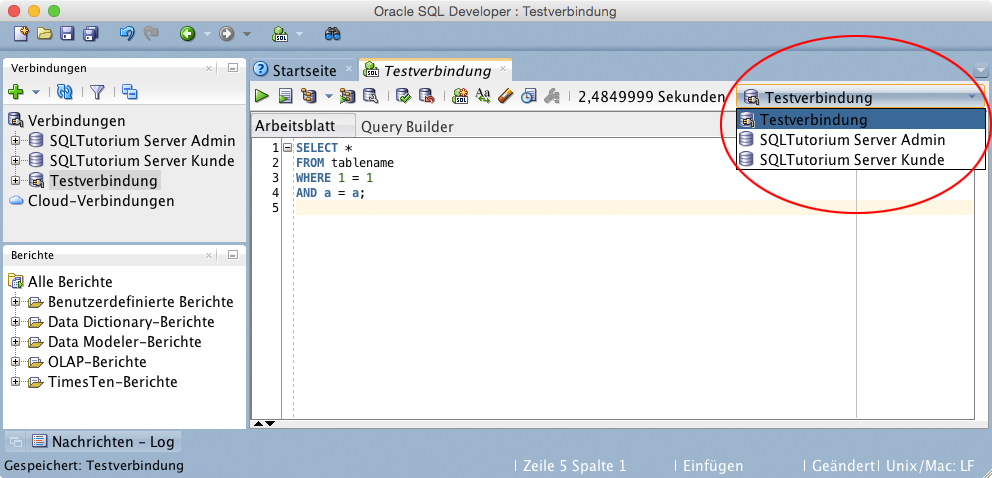 Oracle SQL Developer : Testverbindung
Verbindungen
Verbindungen
SQLTutorium Server Admin
SQLTutorium Server Kunde
Testverbindung
Cloud-Verbindungen
Berichte
Alle Berichte
Benutzerdefinierte Berichte
Data Dictionary-Berichte
Data Modeler-Berichte
OLAP-Berichte
TimesTen-Berichte
Startseite
Testverbindung
2,4849999 Sekunden
Testverbindung
Testverbindung
SQLTutorium Server Admin
SQLTutorium Server Kunde
Arbeitsblatt
Query Builder
1 SELECT *
2 FROM tablename
3 WHERE 1 = 1
4 AND a = a;
5
Nachrichten - Log
Gespeichert: Testverbindung
Zeile 5 Spalte 1
Einfügen
Geändert
Unix/Mac: LF